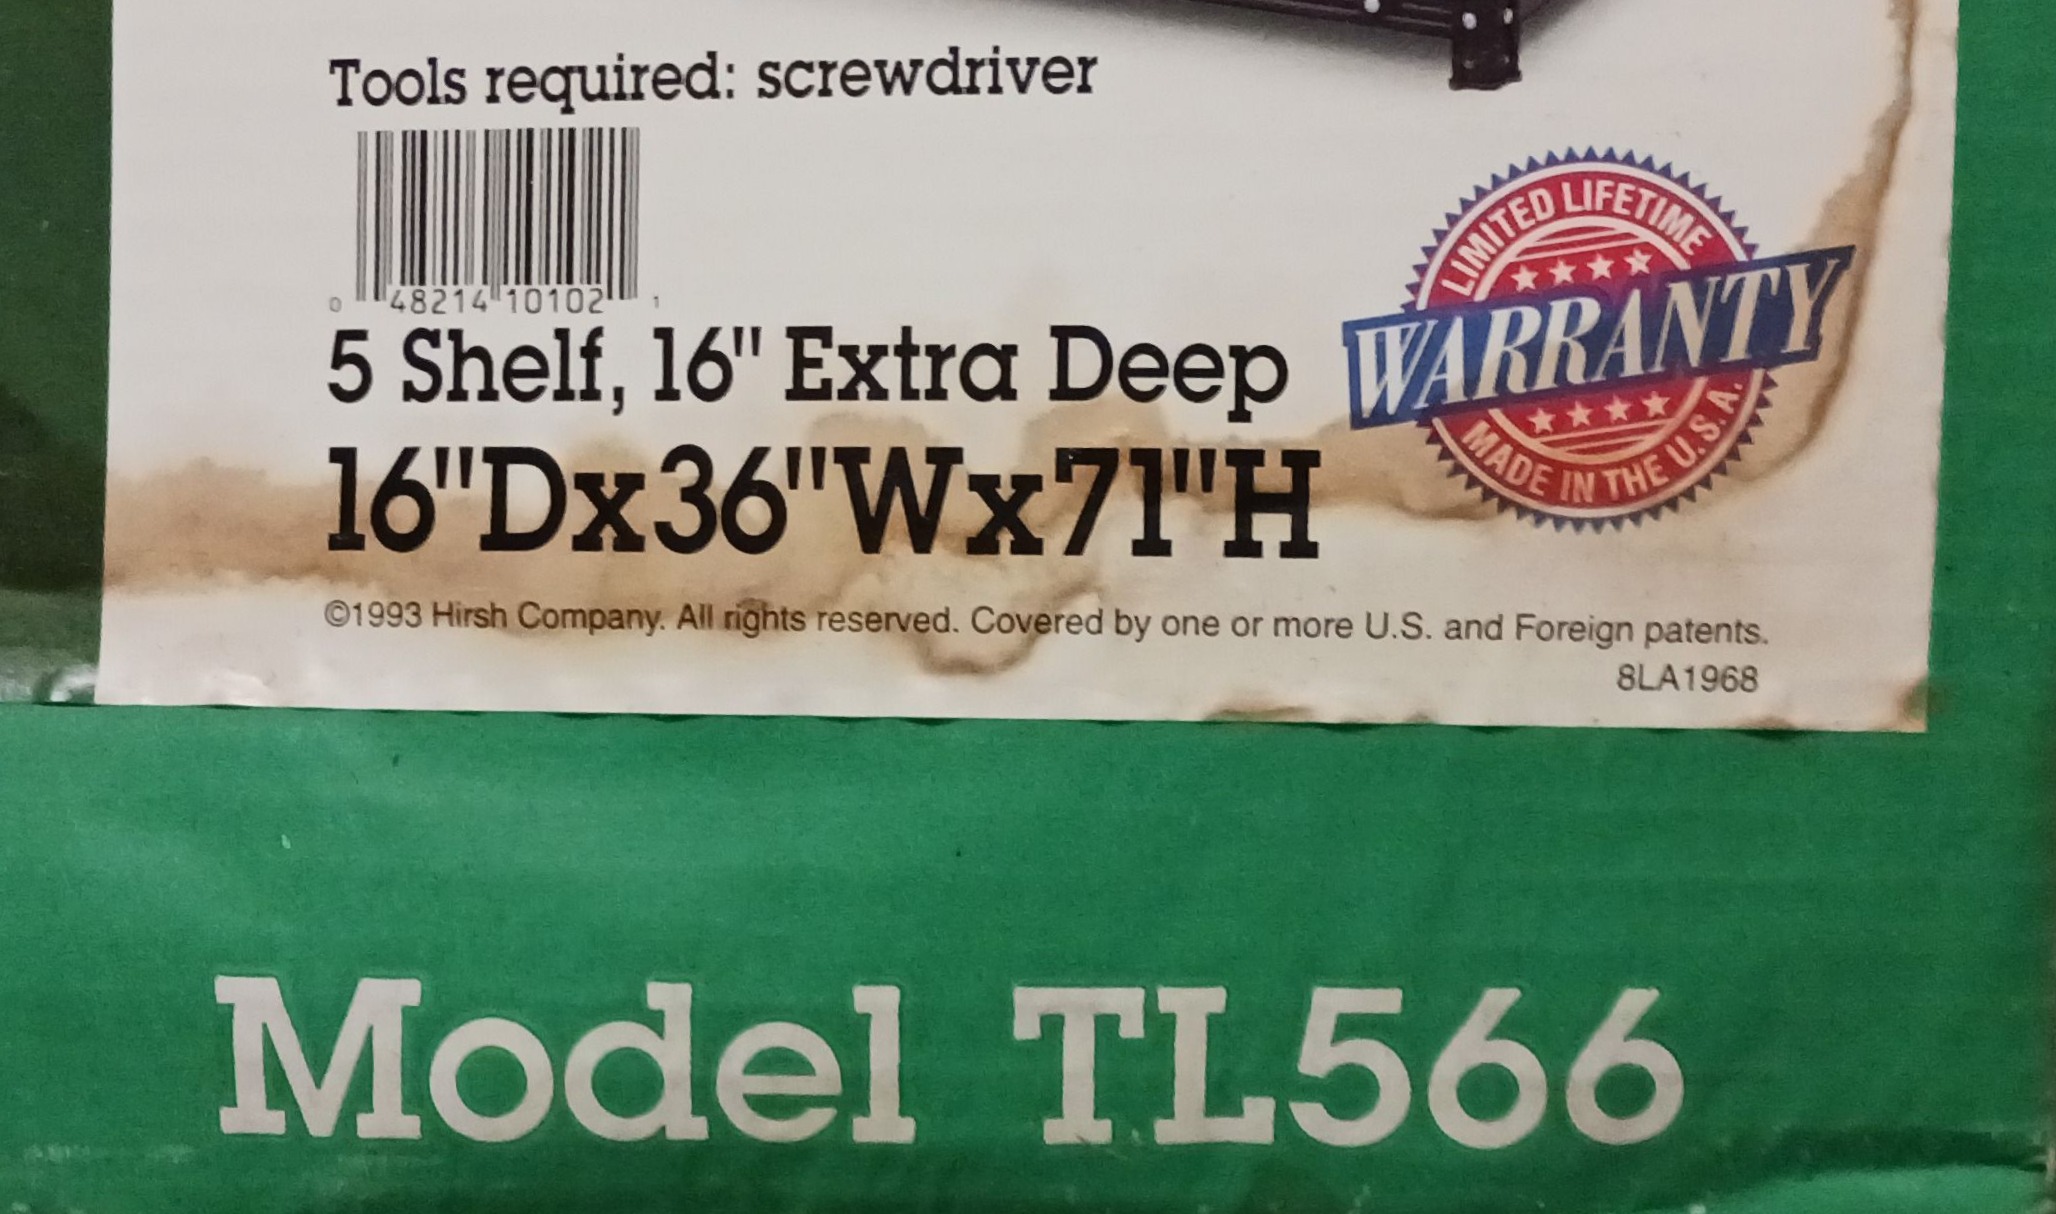 Tools required: screwdriver
0 48214 10102 1
5 Shelf, 16" Extra Deep
16"Dx36"Wx71"H
LIMITED LIFETIME
WARRANTY
MADE IN THE U.S.A.
©1993 Hirsh Company. All rights reserved. Covered by one or more U.S. and Foreign patents.
8LA1968
Model TL566